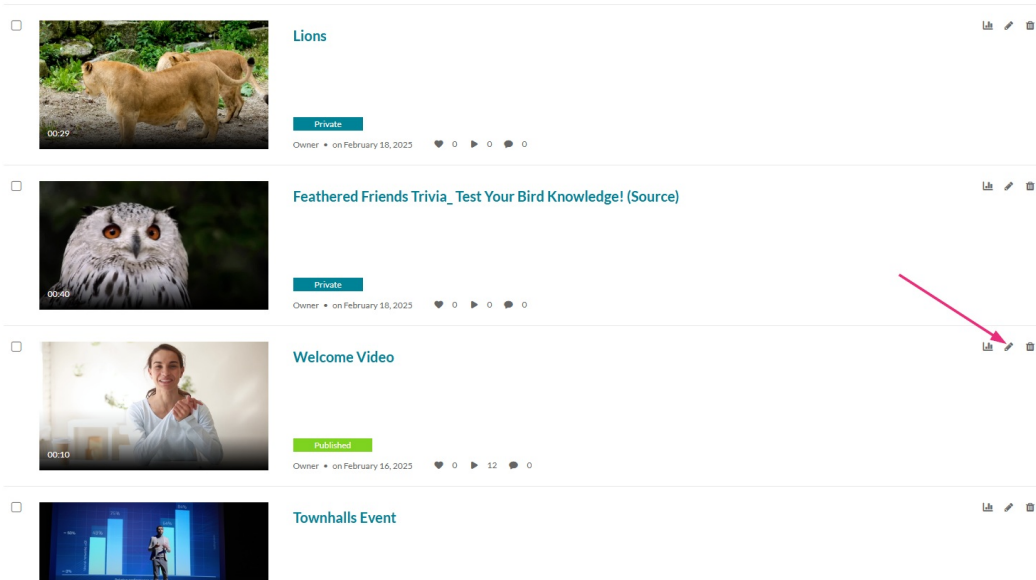 Lions
00:29
Private
Owner • on February 18, 2025 0 0 0
Feathered Friends Trivia_ Test Your Bird Knowledge! (Source)
00:40
Private
Owner • on February 18, 2025 0 0 0
Welcome Video
00:10
Published
Owner • on February 16, 2025 0 12 0
Townhalls Event